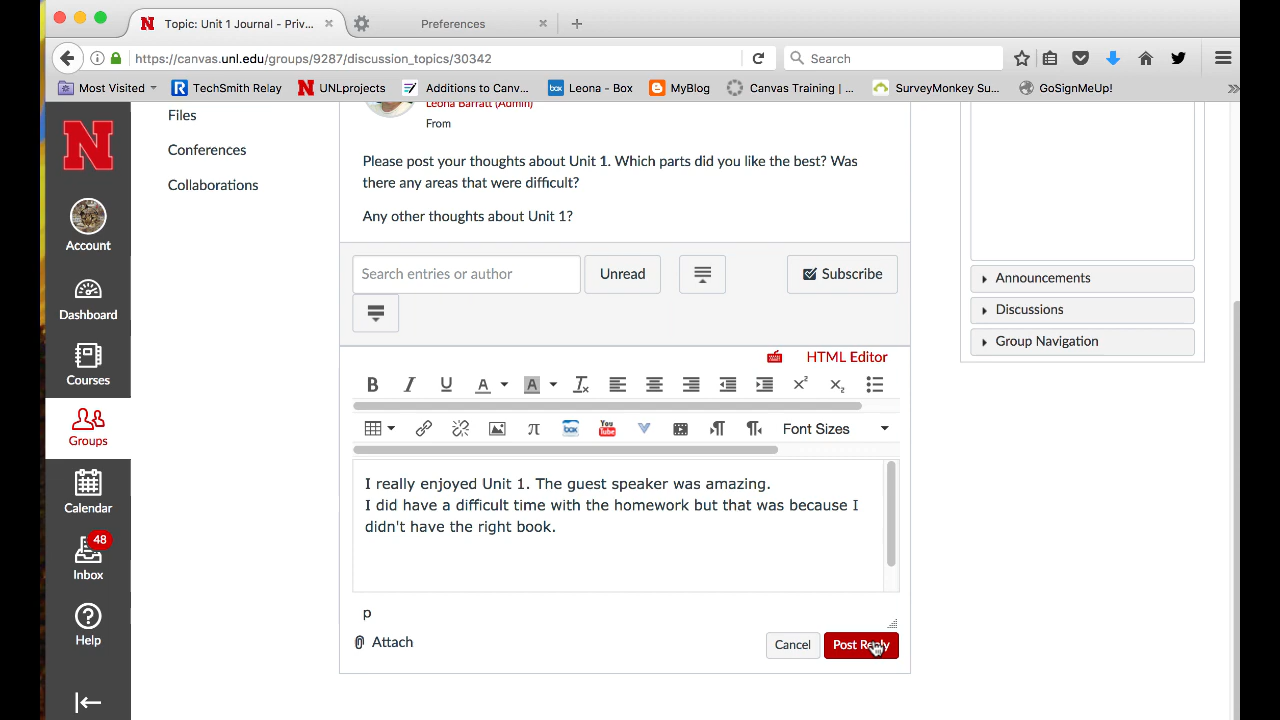 Topic: Unit 1 Journal - Priv...
Preferences
https://canvas.unl.edu/groups/9287/discussion_topics/30342
Search
Most Visited
TechSmith Relay
UNLprojects
Additions to Canv...
Leona - Box
MyBlog
Canvas Training | ...
SurveyMonkey Su...
GoSignMeUp!
N
Account
Dashboard
Courses
Groups
Calendar
48
Inbox
Help
Files
Conferences
Collaborations
Leona Barratt (Admin)
From
Please post your thoughts about Unit 1. Which parts did you like the best? Was
there any areas that were difficult?
Any other thoughts about Unit 1?
Search entries or author
Unread
Subscribe
HTML Editor
Font Sizes
I really enjoyed Unit 1. The guest speaker was amazing.
I did have a difficult time with the homework but that was because I
didn't have the right book.
p
Attach
Cancel
Post Reply
Announcements
Discussions
Group Navigation